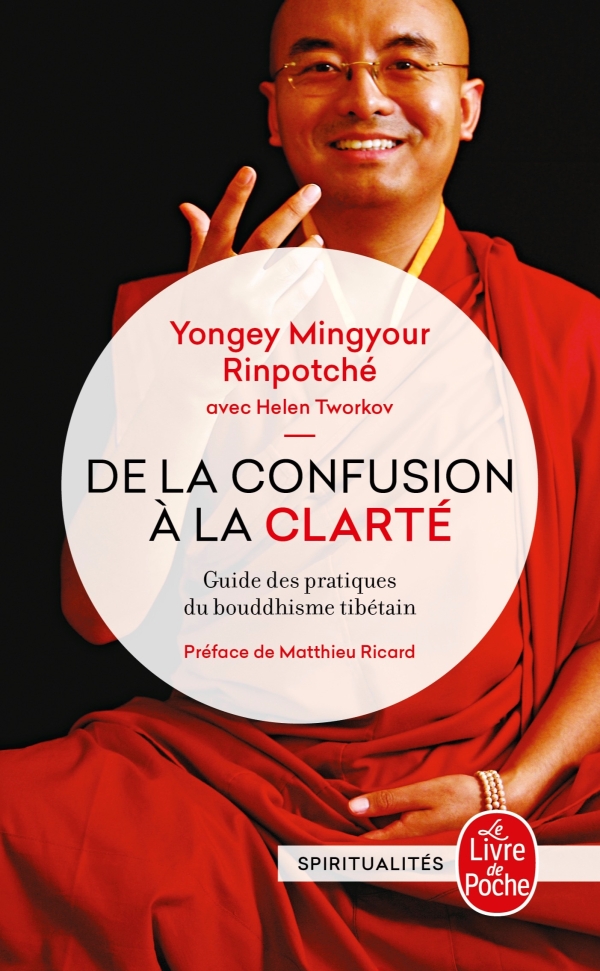 Yongey Mingyour
Rinpotché
avec Helen Tworkov
DE LA CONFUSION
À LA CLARTÉ
Guide des pratiques
du bouddhisme tibétain
Préface de Matthieu Ricard
SPIRITUALITÉS
Le
Livre
de
Poche